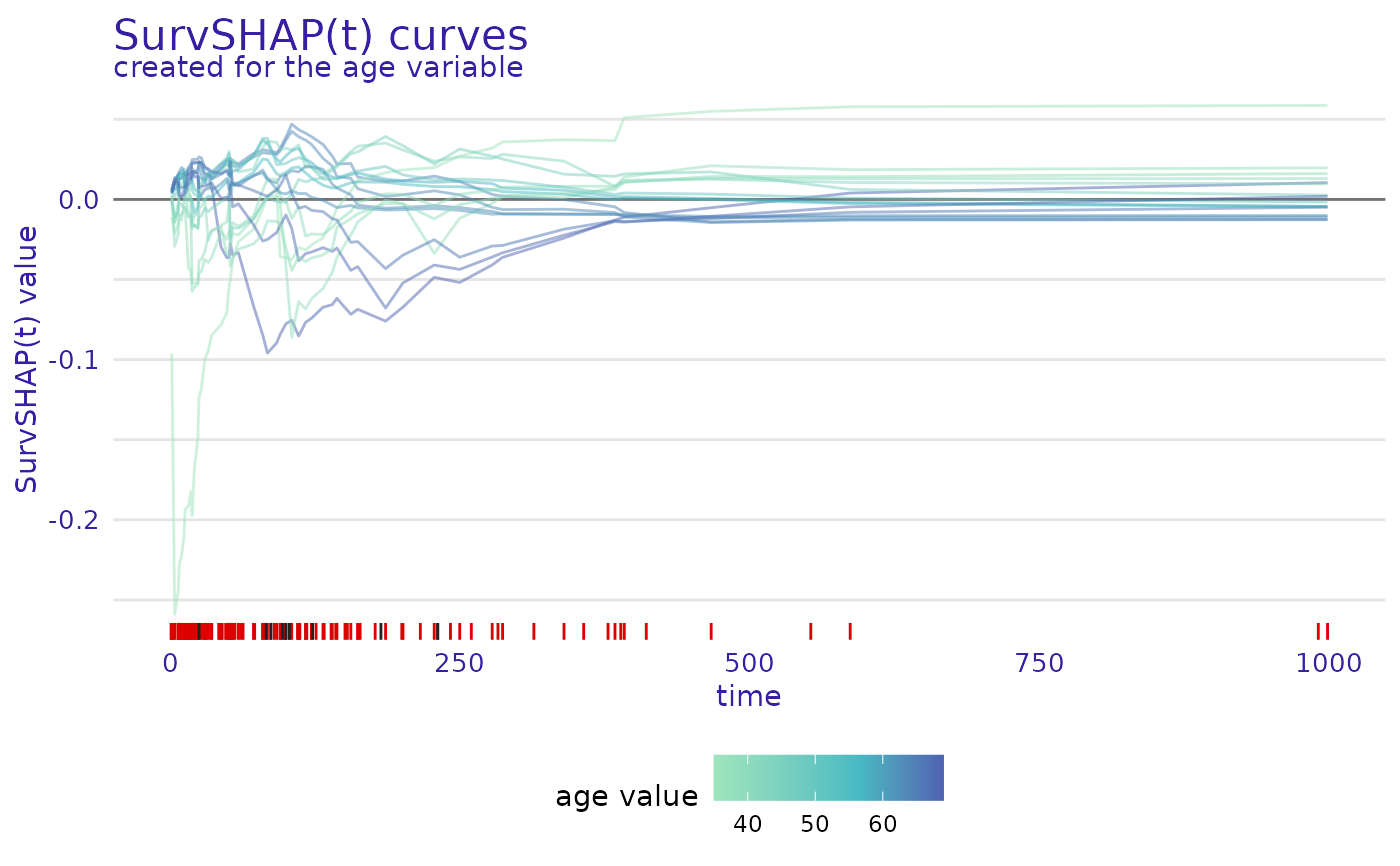 SurvSHAP(t) curves
created for the age variable
SurvSHAP(t) value
0.0
-0.1
-0.2
0 250 500 750 1000
time
age value
40 50 60